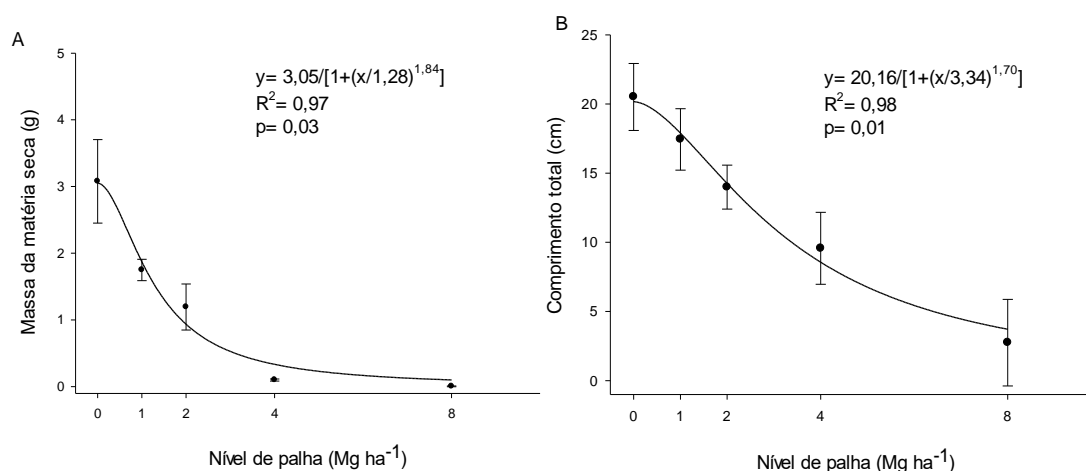 A
y= 3,05/[1+(x/1,28)^1,84]
R²= 0,97
p= 0,03
Massa da matéria seca (g)
5
4
3
2
1
0
0 1 2 4 8
Nível de palha (Mg ha⁻¹)
B
y= 20,16/[1+(x/3,34)^1,70]
R²= 0,98
p= 0,01
Comprimento total (cm)
25
20
15
10
5
0
0 1 2 4 8
Nível de palha (Mg ha⁻¹)